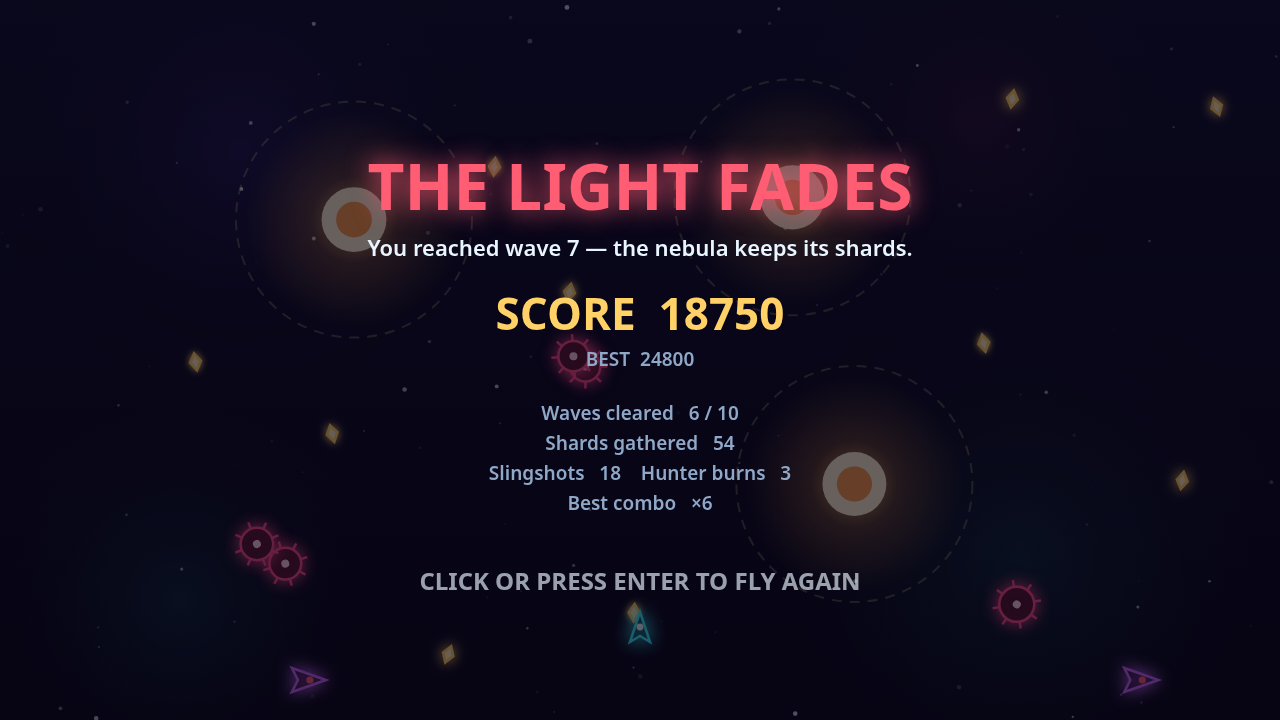 THE LIGHT FADES
You reached wave 7 — the nebula keeps its shards.
SCORE 18750
BEST 24800
Waves cleared 6 / 10
Shards gathered 54
Slingshots 18 Hunter burns 3
Best combo ×6
CLICK OR PRESS ENTER TO FLY AGAIN